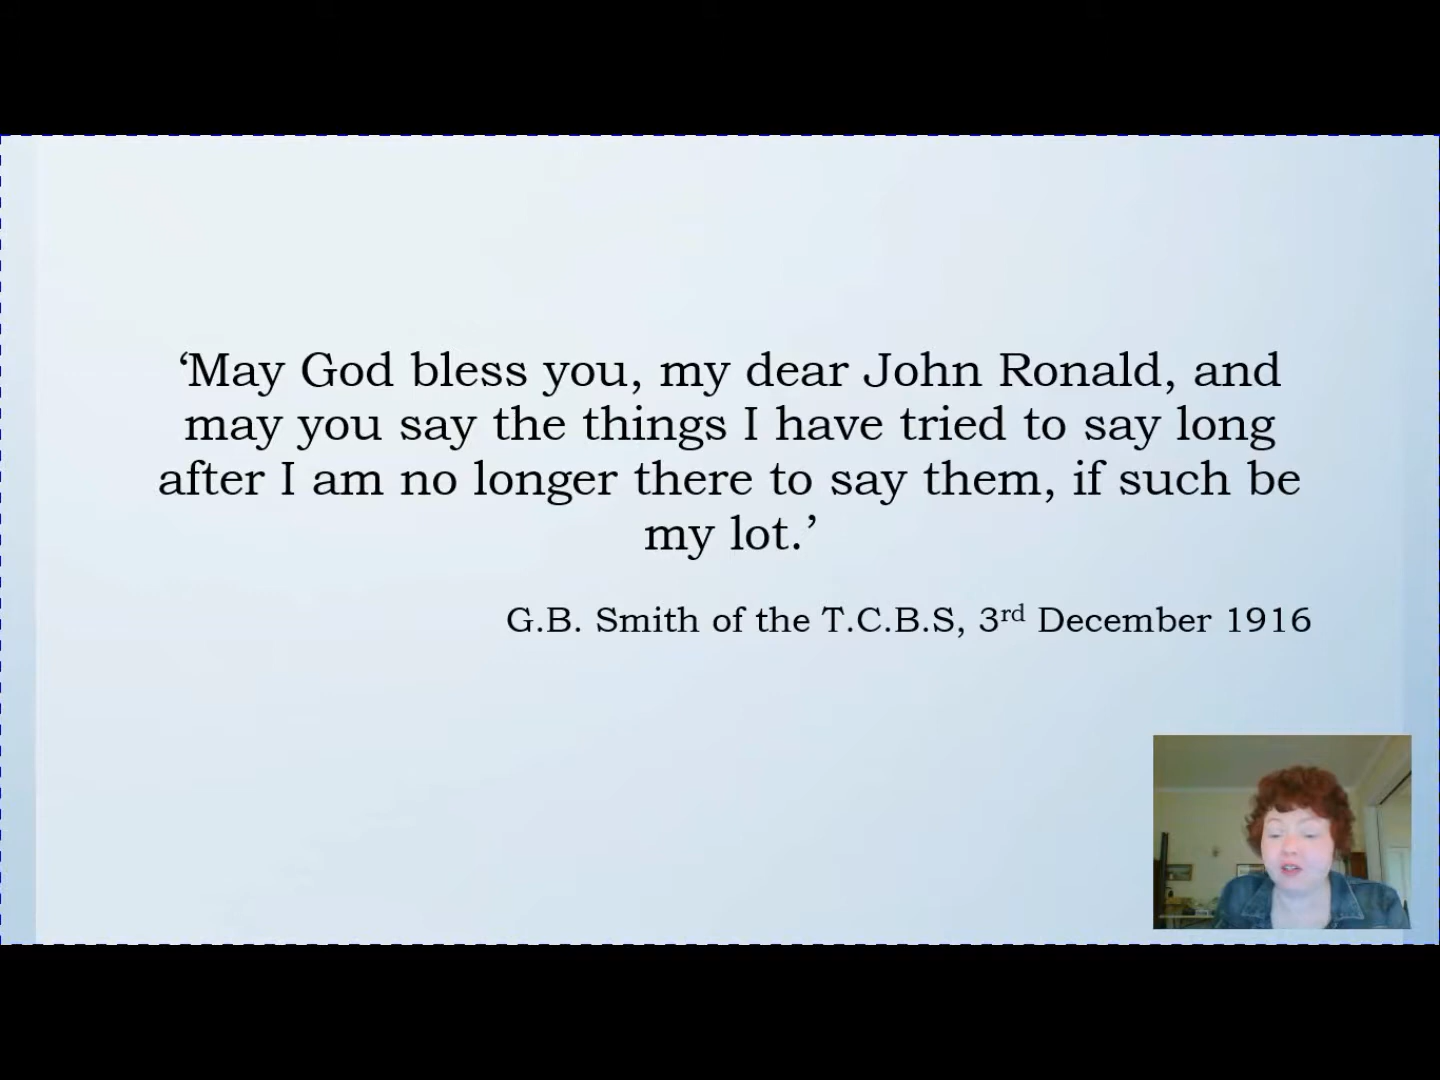 ‘May God bless you, my dear John Ronald, and
may you say the things I have tried to say long
after I am no longer there to say them, if such be
my lot.’
G.B. Smith of the T.C.B.S, 3rd December 1916